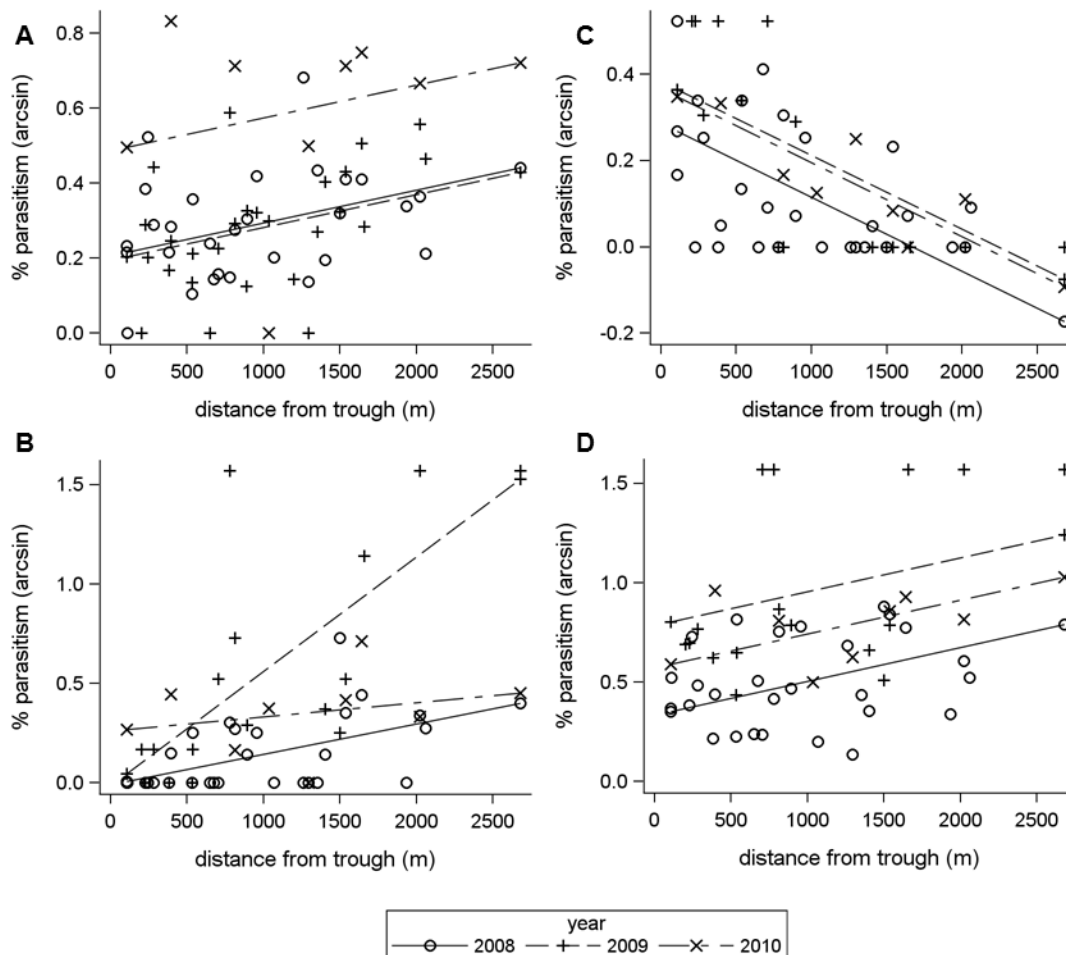 A
% parasitism (arcsin)
0.8
0.6
0.4
0.2
0.0
0 500 1000 1500 2000 2500
distance from trough (m)
C
% parasitism (arcsin)
0.4
0.2
0.0
-0.2
0 500 1000 1500 2000 2500
distance from trough (m)
B
% parasitism (arcsin)
1.5
1.0
0.5
0.0
0 500 1000 1500 2000 2500
distance from trough (m)
D
% parasitism (arcsin)
1.5
1.0
0.5
0.0
0 500 1000 1500 2000 2500
distance from trough (m)
year
2008 2009 2010